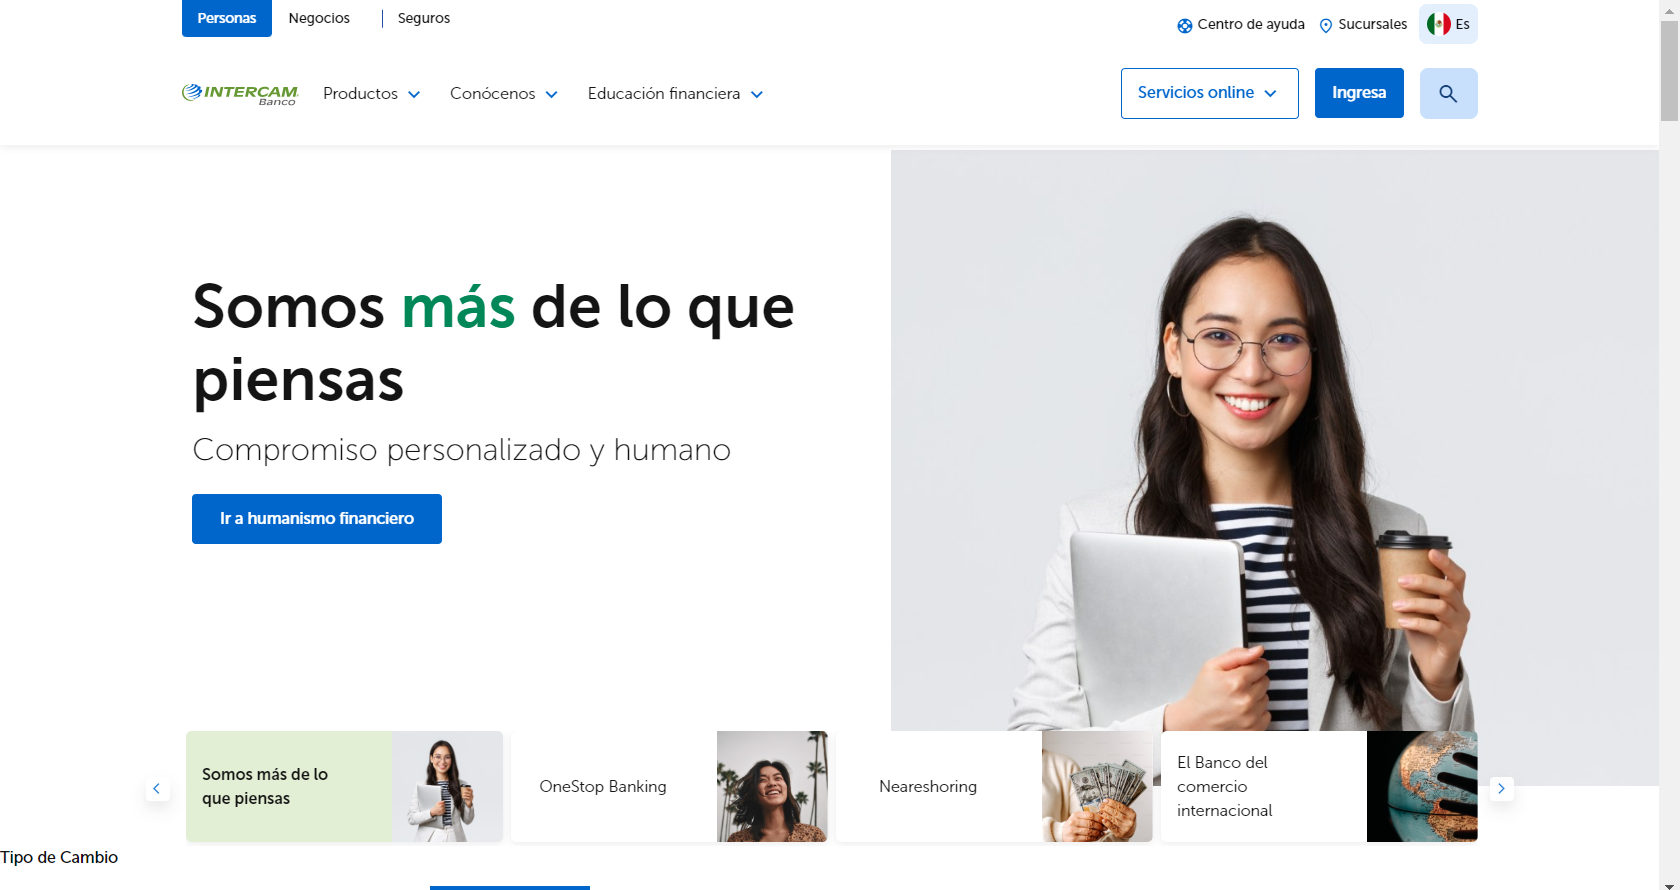 Personas
Negocios
Seguros
Centro de ayuda
Sucursales
Es
INTERCAM
Banco
Productos
Conócenos
Educación financiera
Servicios online
Ingresa
Somos más de lo que
piensas
Compromiso personalizado y humano
Ir a humanismo financiero
Somos más de lo
que piensas
OneStop Banking
Neareshoring
El Banco del
comercio
internacional
Tipo de Cambio